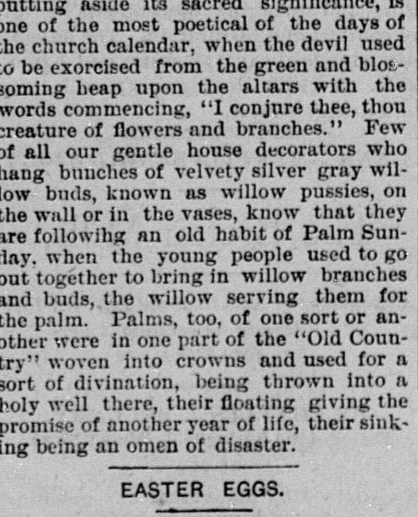 putting aside its sacred significance, is
one of the most poetical of the days of
the church calendar, when the devil used
to be exorcised from the green and blos-
soming heap upon the altars with the
words commencing, "I conjure thee, thou
creature of flowers and branches." Few
of all our gentle house decorators who
hang bunches of velvety silver gray wil-
low buds, known as willow pussies, on
the wall or in the vases, know that they
are followihg an old habit of Palm Sun-
day, when the young people used to go
out together to bring in willow branches
and buds, the willow serving them for
the palm. Palms, too, of one sort or an-
other were in one part of the "Old Coun-
try" woven into crowns and used for a
sort of divination, being thrown into a
holy well there, their floating giving the
promise of another year of life, their sink-
ing being an omen of disaster.
EASTER EGGS.